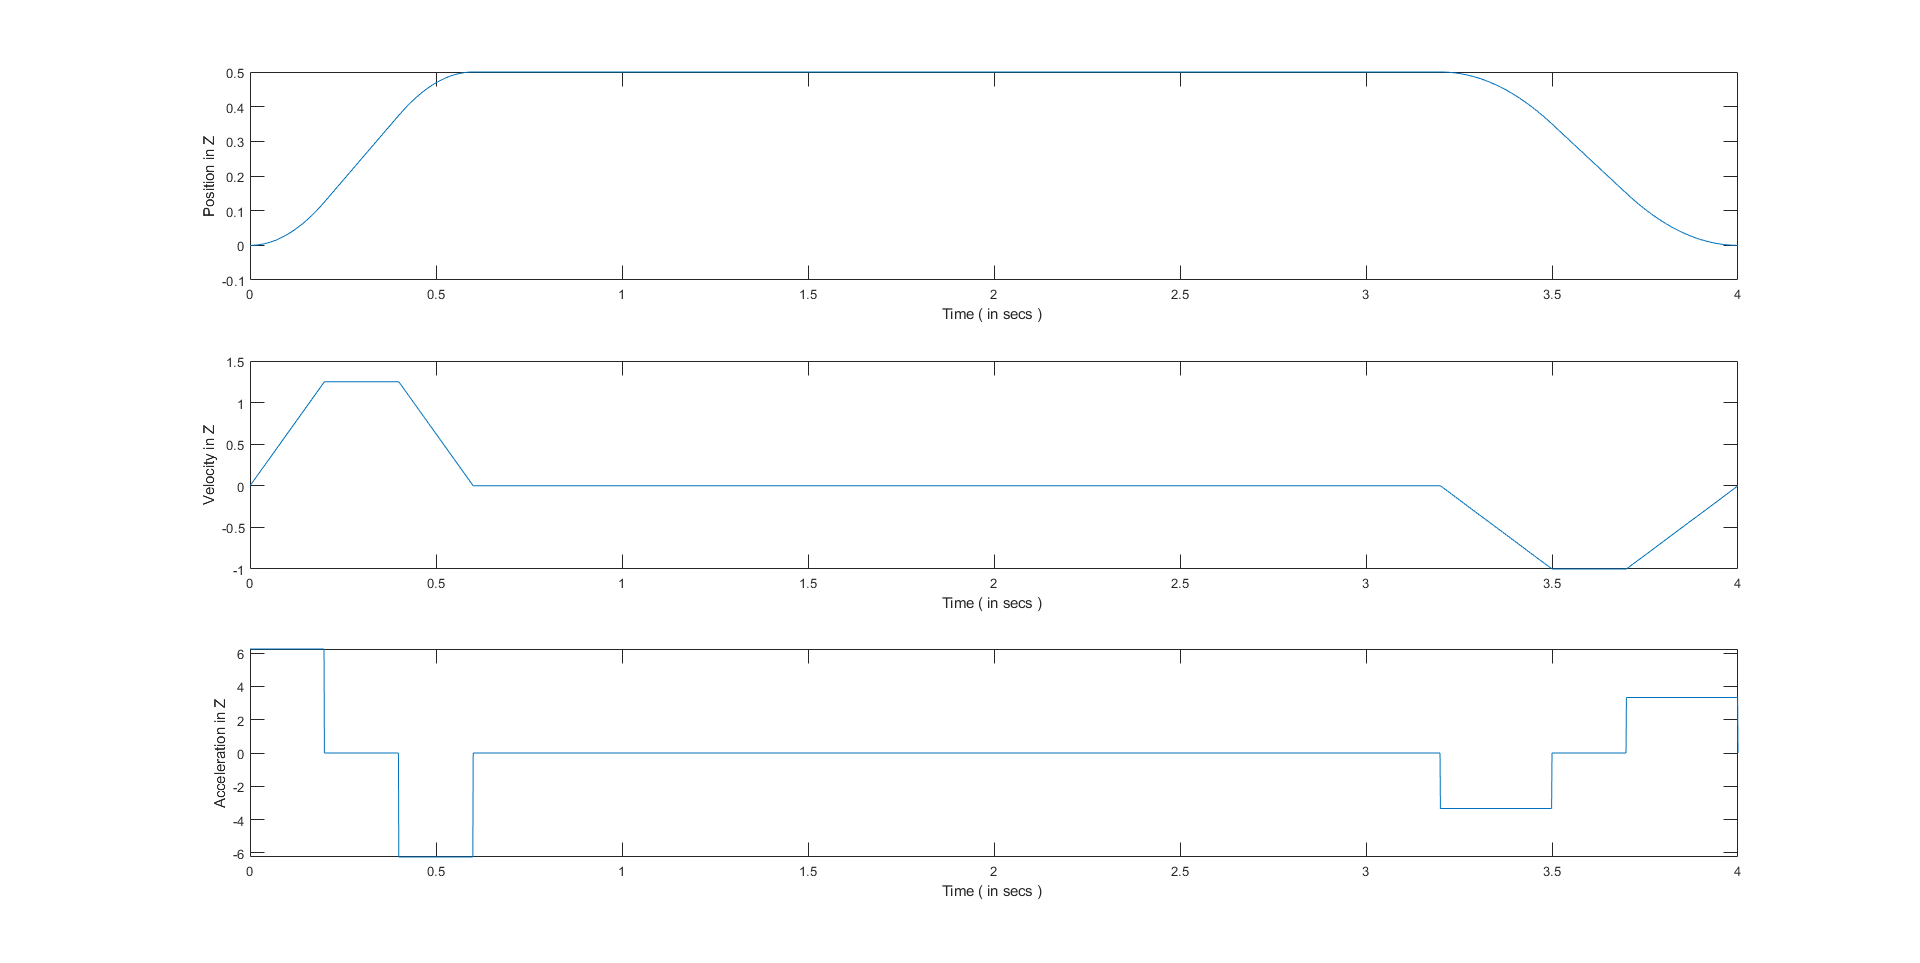 Position in Z
0.5
0.4
0.3
0.2
0.1
0
-0.1
0 0.5 1 1.5 2 2.5 3 3.5 4
Time ( in secs )
Velocity in Z
1.5
1
0.5
0
-0.5
-1
0 0.5 1 1.5 2 2.5 3 3.5 4
Time ( in secs )
Acceleration in Z
6
4
2
0
-2
-4
-6
0 0.5 1 1.5 2 2.5 3 3.5 4
Time ( in secs )